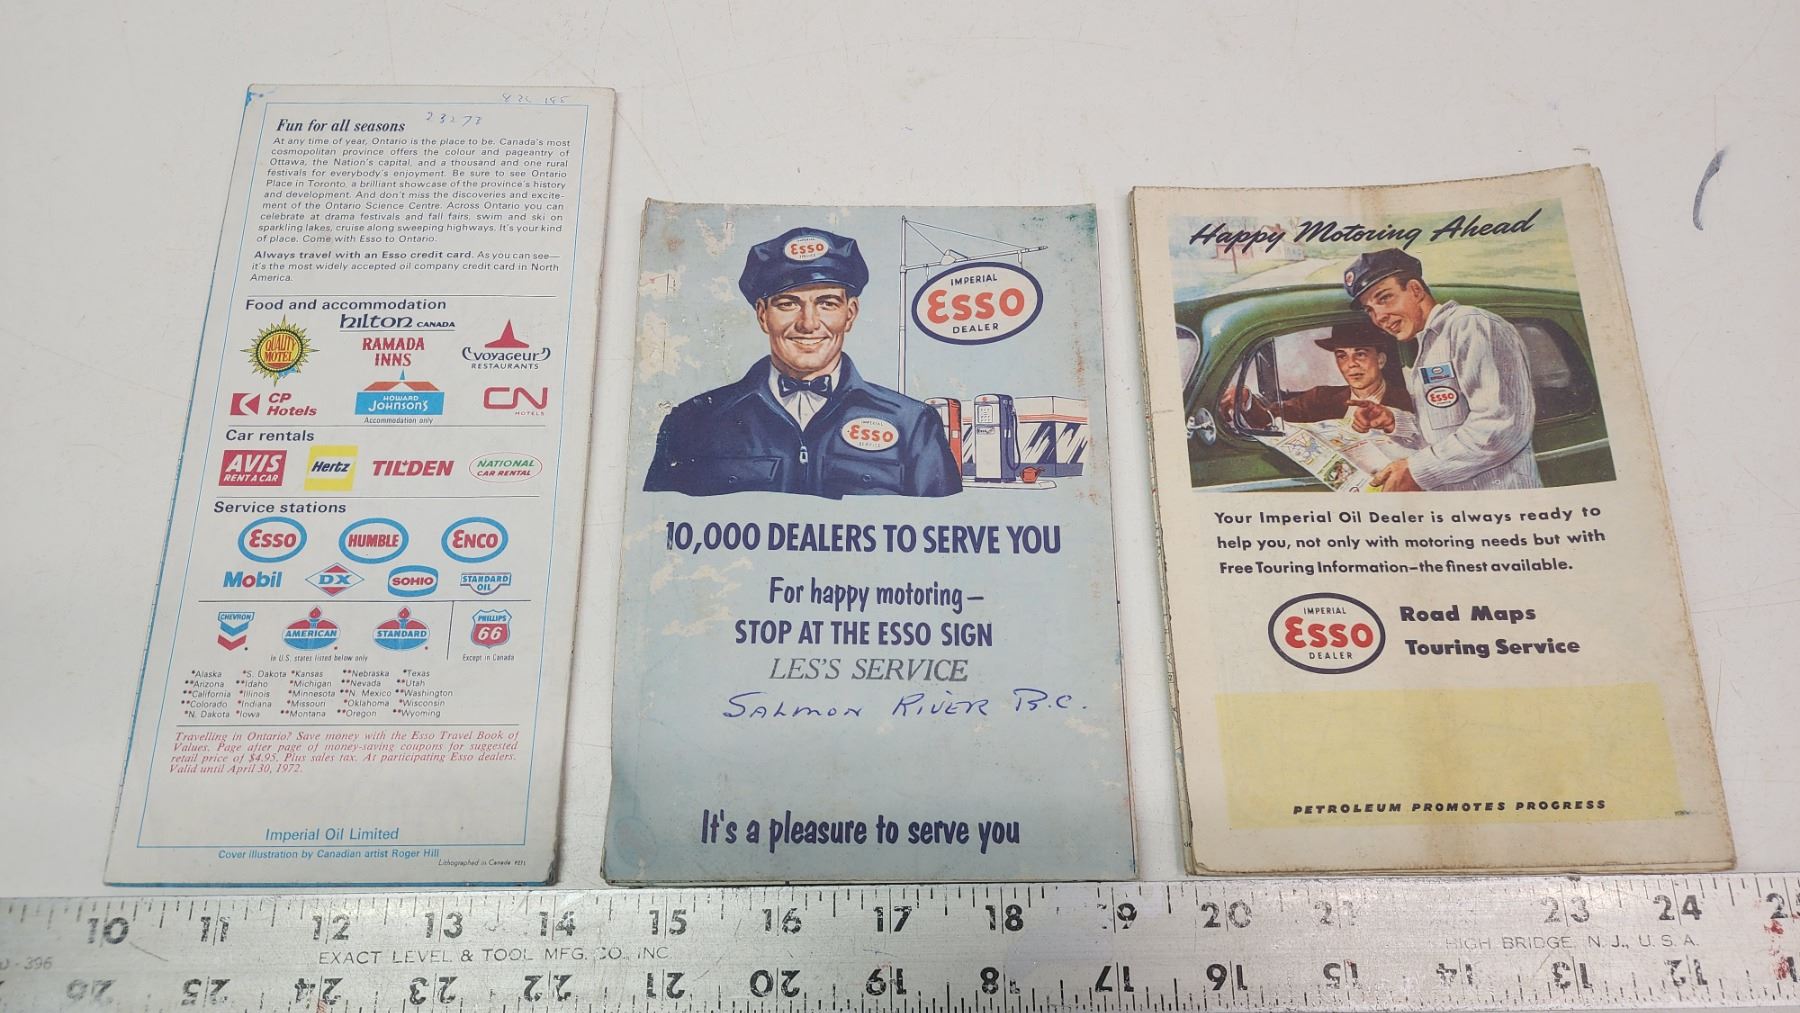 23273
Fun for all seasons
At any time of year, Ontario is the place to be. Canada's most
cosmopolitan province offers the colour and pageantry of
Ottawa, the Nation's capital, and a thousand and one rural
festivals for everybody's enjoyment. Be sure to see Ontario
Place in Toronto, a brilliant showcase of the province's history
and development. And don't miss the discoveries and excite-
ment of the Ontario Science Centre. Across Ontario you can
celebrate at drama festivals and fall fairs, swim and ski on
sparkling lakes, cruise along sweeping highways. It's your kind
of place. Come with Esso to Ontario.
Always travel with an Esso credit card. As you can see—
it's the most widely accepted oil company credit card in North
America.
Food and accommodation
QUALITY MOTEL
hilton CANADA
RAMADA INNS
VOYAGEUR RESTAURANTS
CP Hotels
HOWARD JOHNSON'S
Accommodation only
CN HOTELS
Car rentals
AVIS RENT A CAR
Hertz
TILDEN
NATIONAL CAR RENTAL
Service stations
Esso HUMBLE ENCO
Mobil DX SOHIO STANDARD OIL
CHEVRON AMERICAN STANDARD PHILLIPS 66
In U.S. states listed below only
Except in Canada
*Alaska *S. Dakota *Kansas **Nebraska *Texas
**Arizona **Idaho *Michigan **Nevada **Utah
**California *Illinois *Minnesota **N. Mexico **Washington
**Colorado *Indiana *Missouri *Oklahoma *Wisconsin
*N. Dakota *Iowa **Montana **Oregon **Wyoming
Travelling in Ontario? Save money with the Esso Travel Book of
Values. Page after page of money-saving coupons for suggested
retail price of $4.95. Plus sales tax. At participating Esso dealers.
Valid until April 30, 1972.
Imperial Oil Limited
Cover illustration by Canadian artist Roger Hill
Lithographed in Canada
IMPERIAL Esso
IMPERIAL
Esso
DEALER
IMPERIAL
Esso
SERVICE
10,000 DEALERS TO SERVE YOU
For happy motoring—
STOP AT THE ESSO SIGN
LES'S SERVICE
SALMON RIVER B.C.
It's a pleasure to serve you
Happy Motoring Ahead
Esso
Your Imperial Oil Dealer is always ready to
help you, not only with motoring needs but with
Free Touring Information—the finest available.
IMPERIAL
Esso
DEALER
Road Maps
Touring Service
PETROLEUM PROMOTES PROGRESS
10 11 12 13 14 15 16 17 18 19 20 21 23 24 25
EXACT LEVEL & TOOL MFG. CO., INC
HIGH BRIDGE, N.J., U.S.A.
26 25 24 23 22 21 20 19 18 17 16 15 14 13 12 11